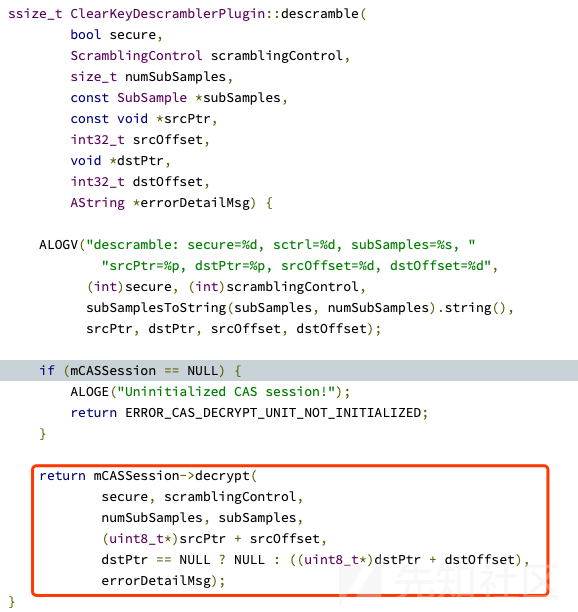 ssize_t ClearKeyDescramblerPlugin::descramble(
        bool secure,
        ScramblingControl scramblingControl,
        size_t numSubSamples,
        const SubSample *subSamples,
        const void *srcPtr,
        int32_t srcOffset,
        void *dstPtr,
        int32_t dstOffset,
        AString *errorDetailMsg) {
    ALOGV("descramble: secure=%d, sctrl=%d, subSamples=%s, "
            "srcPtr=%p, dstPtr=%p, srcOffset=%d, dstOffset=%d",
          (int)secure, (int)scramblingControl,
          subSamplesToString(subSamples, numSubSamples).string(),
          srcPtr, dstPtr, srcOffset, dstOffset);
    if (mCASSession == NULL) {
        ALOGE("Uninitialized CAS session!");
        return ERROR_CAS_DECRYPT_UNIT_NOT_INITIALIZED;
    }
    return mCASSession->decrypt(
            secure, scramblingControl,
            numSubSamples, subSamples,
            (uint8_t*)srcPtr + srcOffset,
            dstPtr == NULL ? NULL : ((uint8_t*)dstPtr + dstOffset),
            errorDetailMsg);
}
先知社区